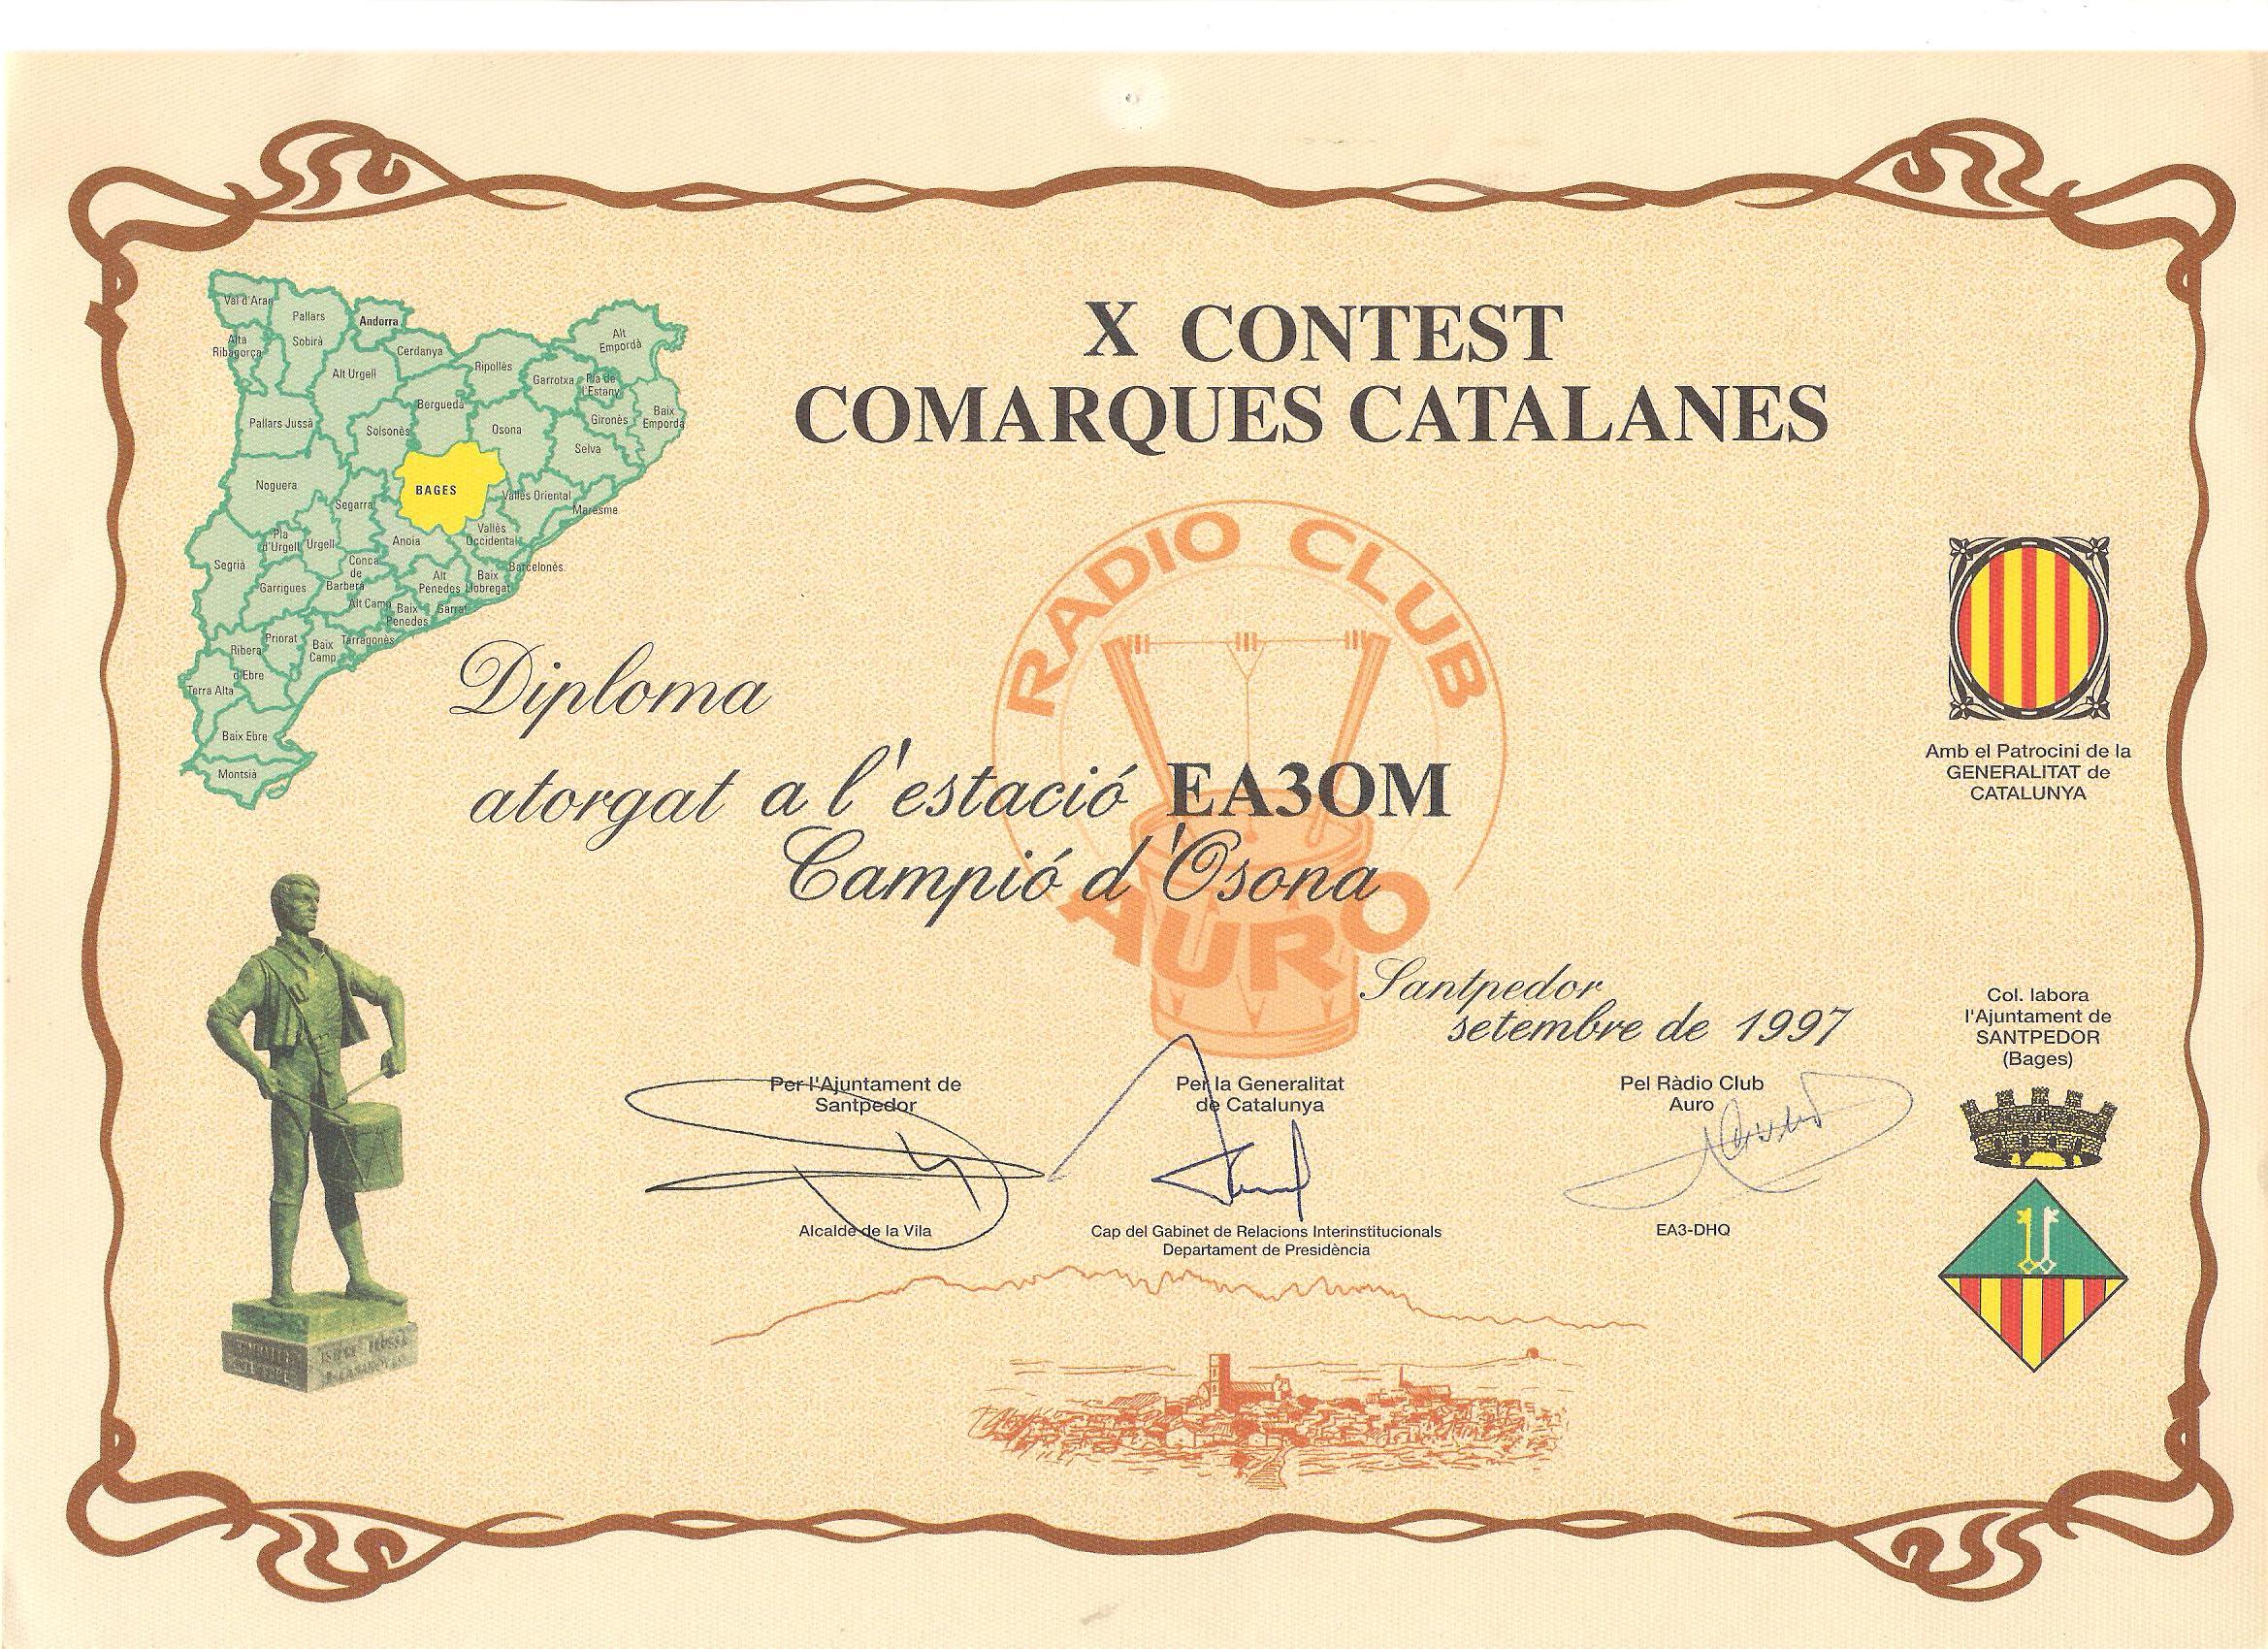 X CONTEST
COMARQUES CATALANES
Val d'Aran
Pallars
Sobirà
Andorra
Alta
Ribagorça
Cerdanya
Alt
Empordà
Alt Urgell
Ripollès
Garrotxa
Pla de
l'Estany
Berguedà
Gironès
Baix
Empordà
Pallars Jussà
Solsonès
Osona
Selva
Noguera
BAGES
Segarra
Vallès Oriental
Maresme
Pla
d'Urgell
Urgell
Anoia
Vallès
Occidental
Segrià
Conca
de
Barberà
Barcelonès
Garrigues
Alt
Penedes
Baix
Llobregat
Alt Camp
Baix
Penedes
Garraf
Priorat
Baix
Camp
Tarragonès
Ribera
d'Ebre
Terra Alta
Baix Ebre
Montsià
RADIO CLUB
AURO
Diploma
atorgat a l'estació EA3OM
Campió d'Osona
Santpedor
setembre de 1997
Amb el Patrocini de la
GENERALITAT de
CATALUNYA
Col. labora
l'Ajuntament de
SANTPEDOR
(Bages)
Per l'Ajuntament de
Santpedor
Alcalde de la Vila
Per la Generalitat
de Catalunya
Cap del Gabinet de Relacions Interinstitucionals
Departament de Presidència
Pel Ràdio Club
Auro
EA3-DHQ